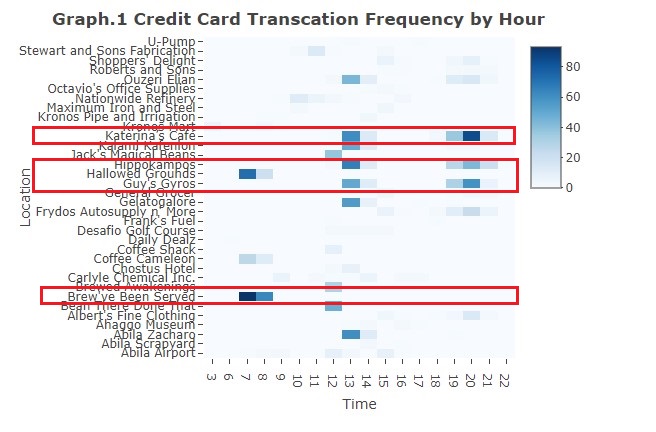 Graph.1 Credit Card Transcation Frequency by Hour
U-Pump
Stewart and Sons Fabrication
Shoppers' Delight
Roberts and Sons
Ouzeri Elian
Octavio's Office Supplies
Nationwide Refinery
Maximum Iron and Steel
Kronos Pipe and Irrigation
Kronos Mart
Katerina's Café
Kalami Kafenion
Jack's Magical Beans
Hippokampos
Hallowed Grounds
Guy's Gyros
General Grocer
Gelatogalore
Frydos Autosupply n' More
Frank's Fuel
Desafio Golf Course
Daily Dealz
Coffee Shack
Coffee Cameleon
Chostus Hotel
Carlyle Chemical Inc.
Brewed Awakenings
Brew've Been Served
Bean There Done That
Albert's Fine Clothing
Ahaggo Museum
Abila Zacharo
Abila Scrapyard
Abila Airport
Location
3 6 7 8 9 10 11 12 13 14 15 16 17 18 19 20 21 22
Time
80
60
40
20
0